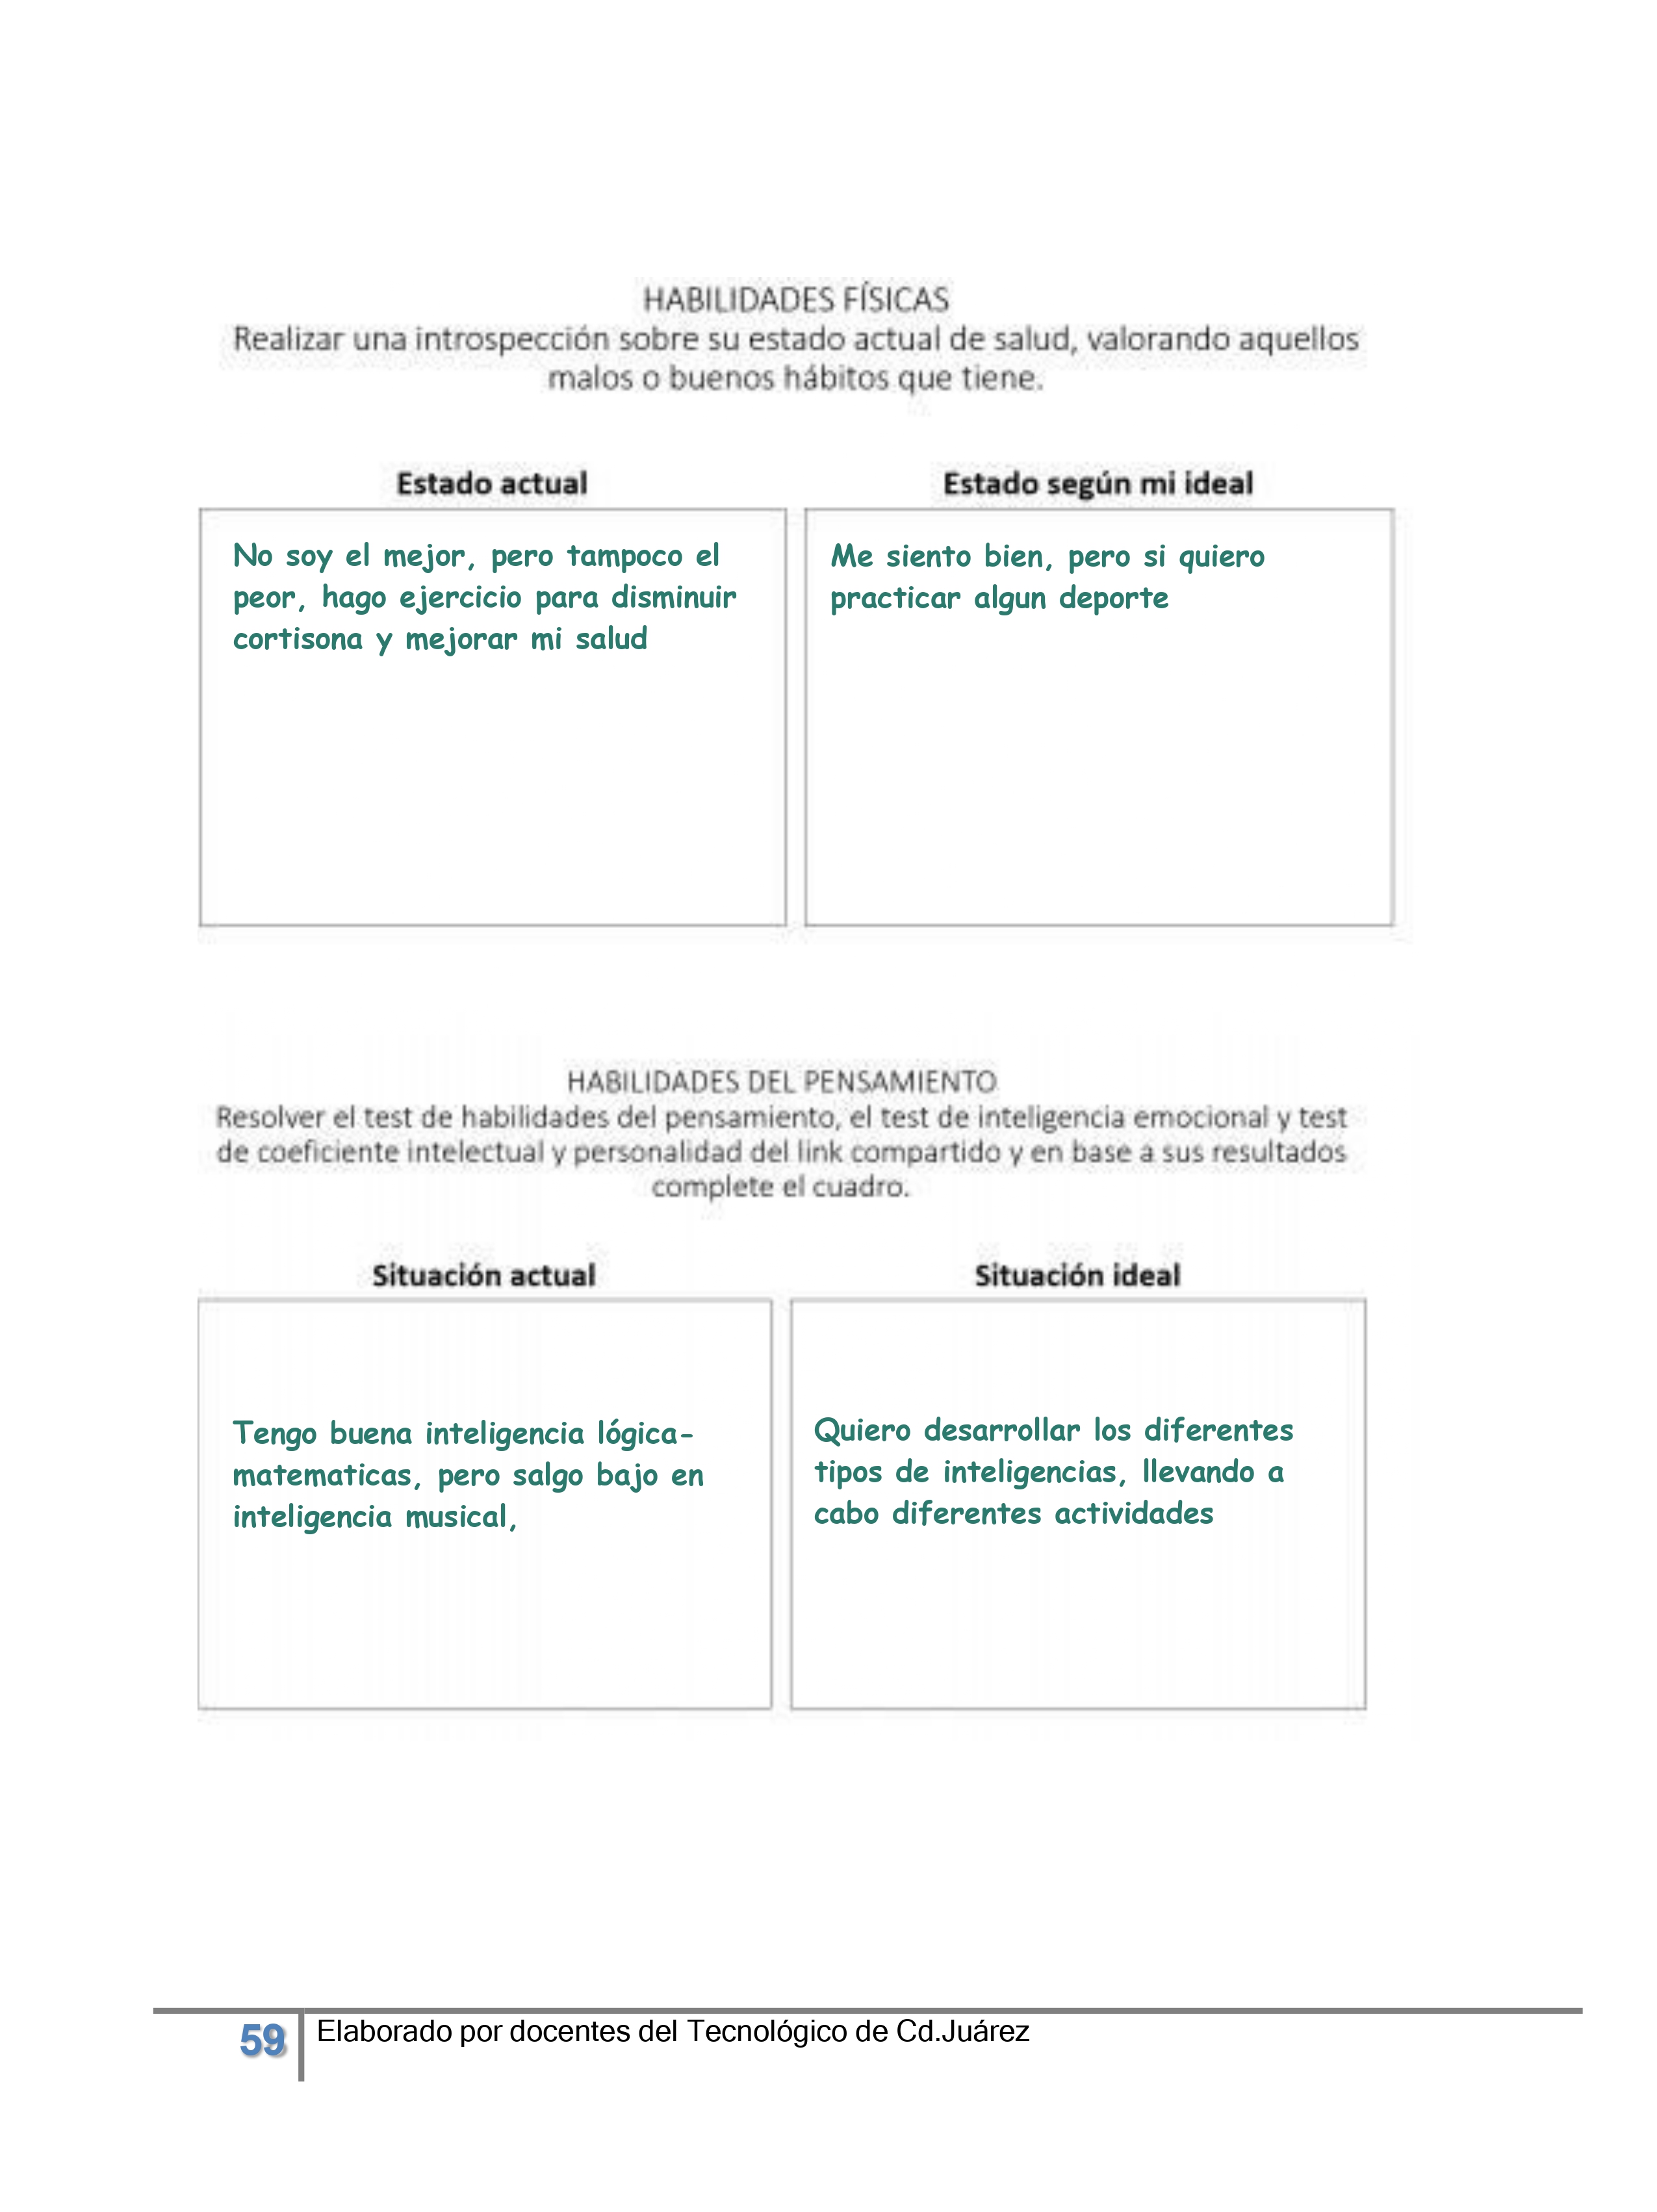 HABILIDADES FÍSICAS
Realizar una introspección sobre su estado actual de salud, valorando aquellos
malos o buenos hábitos que tiene.
Estado actual
Estado según mi ideal
No soy el mejor, pero tampoco el
peor, hago ejercicio para disminuir
cortisona y mejorar mi salud
Me siento bien, pero si quiero
practicar algun deporte
HABILIDADES DEL PENSAMIENTO
Resolver el test de habilidades del pensamiento, el test de inteligencia emocional y test
de coeficiente intelectual y personalidad del link compartido y en base a sus resultados
complete el cuadro.
Situación actual
Situación ideal
Tengo buena inteligencia lógica-
matematicas, pero salgo bajo en
inteligencia musical,
Quiero desarrollar los diferentes
tipos de inteligencias, llevando a
cabo diferentes actividades
59
Elaborado por docentes del Tecnológico de Cd.Juárez